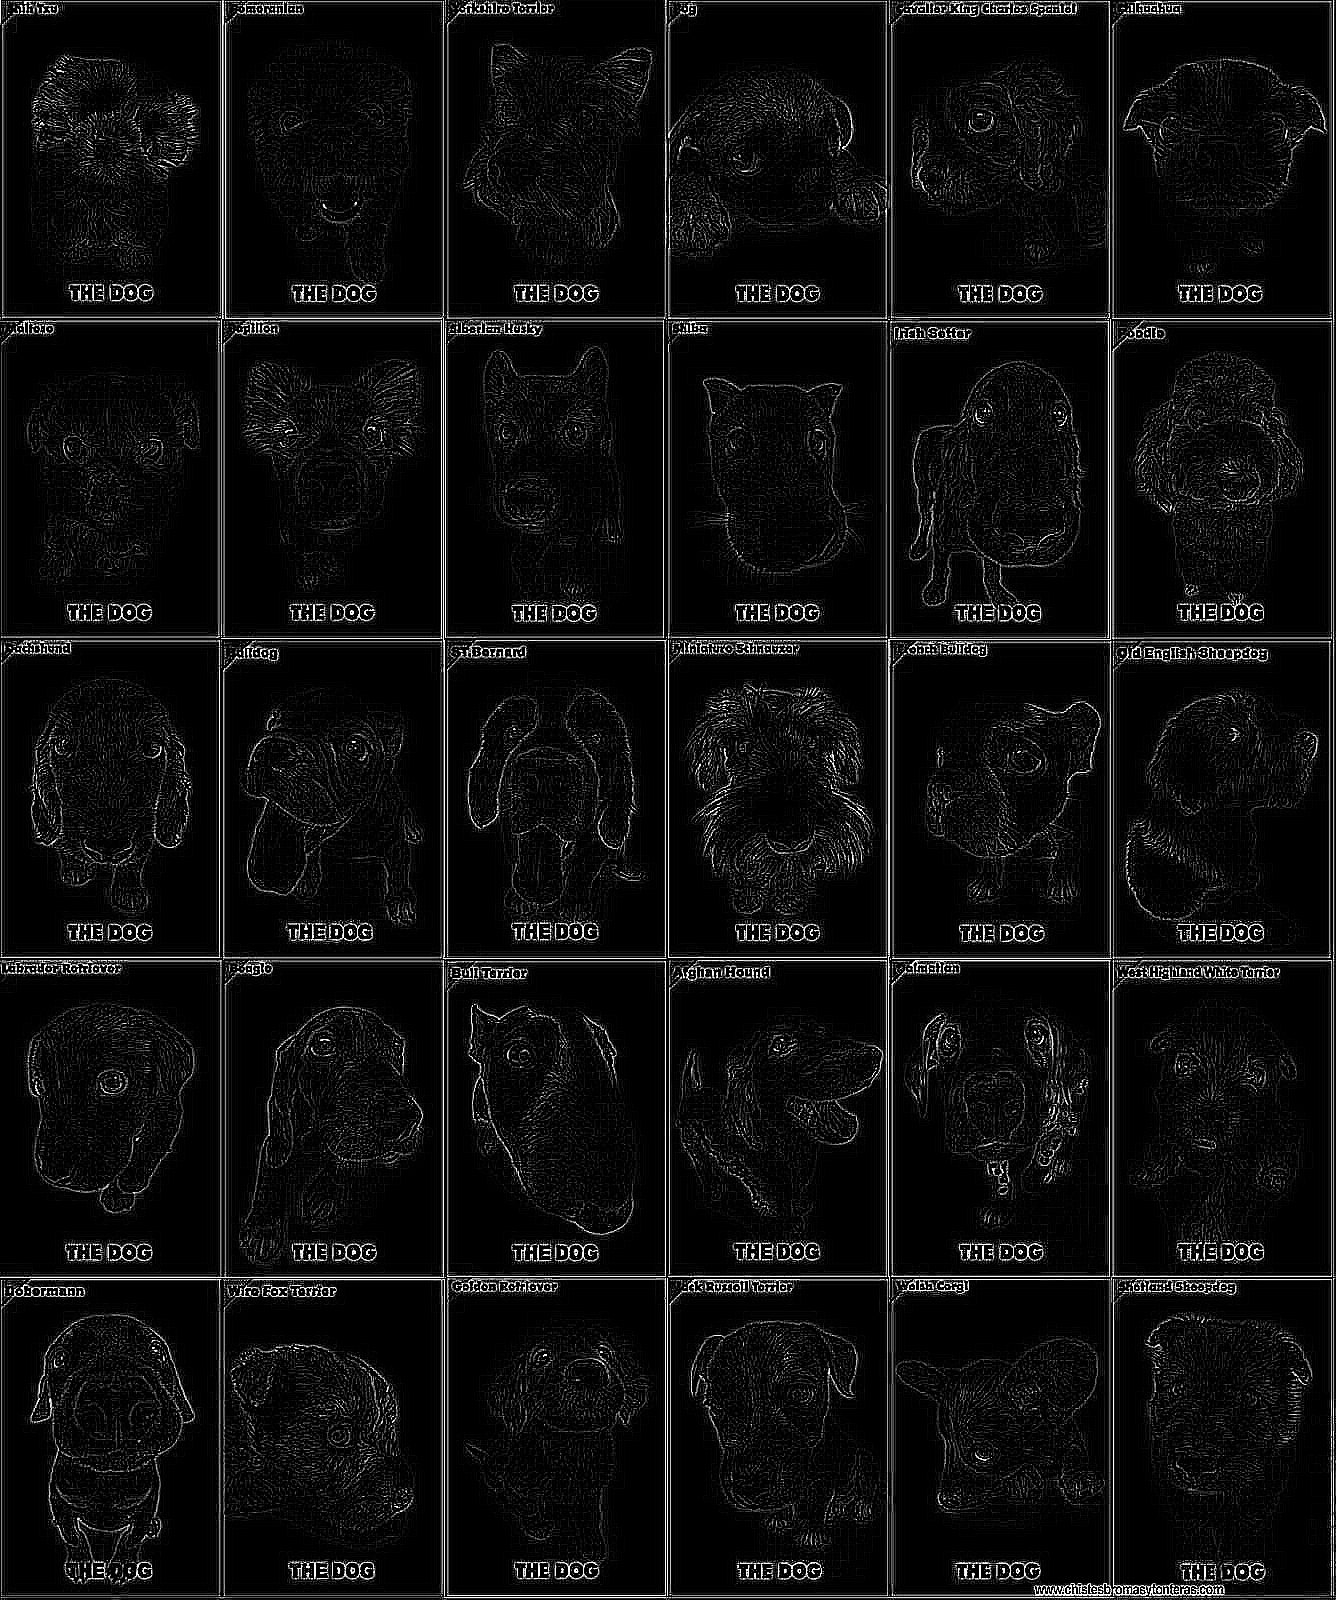 Shih Tzu
Pomeranian
Yorkshire Terrier
Pug
Cavalier King Charles Spaniel
Chihuahua
THE DOG
THE DOG
THE DOG
THE DOG
THE DOG
THE DOG
Papillon
Siberian Husky
Shiba
Irish Setter
Poodle
THE DOG
THE DOG
THE DOG
THE DOG
THE DOG
THE DOG
Dachshund
Bulldog
ST.Bernard
Miniature Schnauzer
French Bulldog
Old English Sheepdog
THE DOG
THE DOG
THE DOG
THE DOG
THE DOG
THE DOG
Labrador Retriever
Beagle
Bull Terrier
Afghan Hound
Dalmatian
West Highland White Terrier
THE DOG
THE DOG
THE DOG
THE DOG
THE DOG
THE DOG
Dobermann
Wire Fox Terrier
Golden Retriever
Jack Russell Terrier
Welsh Corgi
Shetland Sheepdog
THE DOG
THE DOG
THE DOG
THE DOG
THE DOG
THE DOG
www.chistesbromasytonteras.com